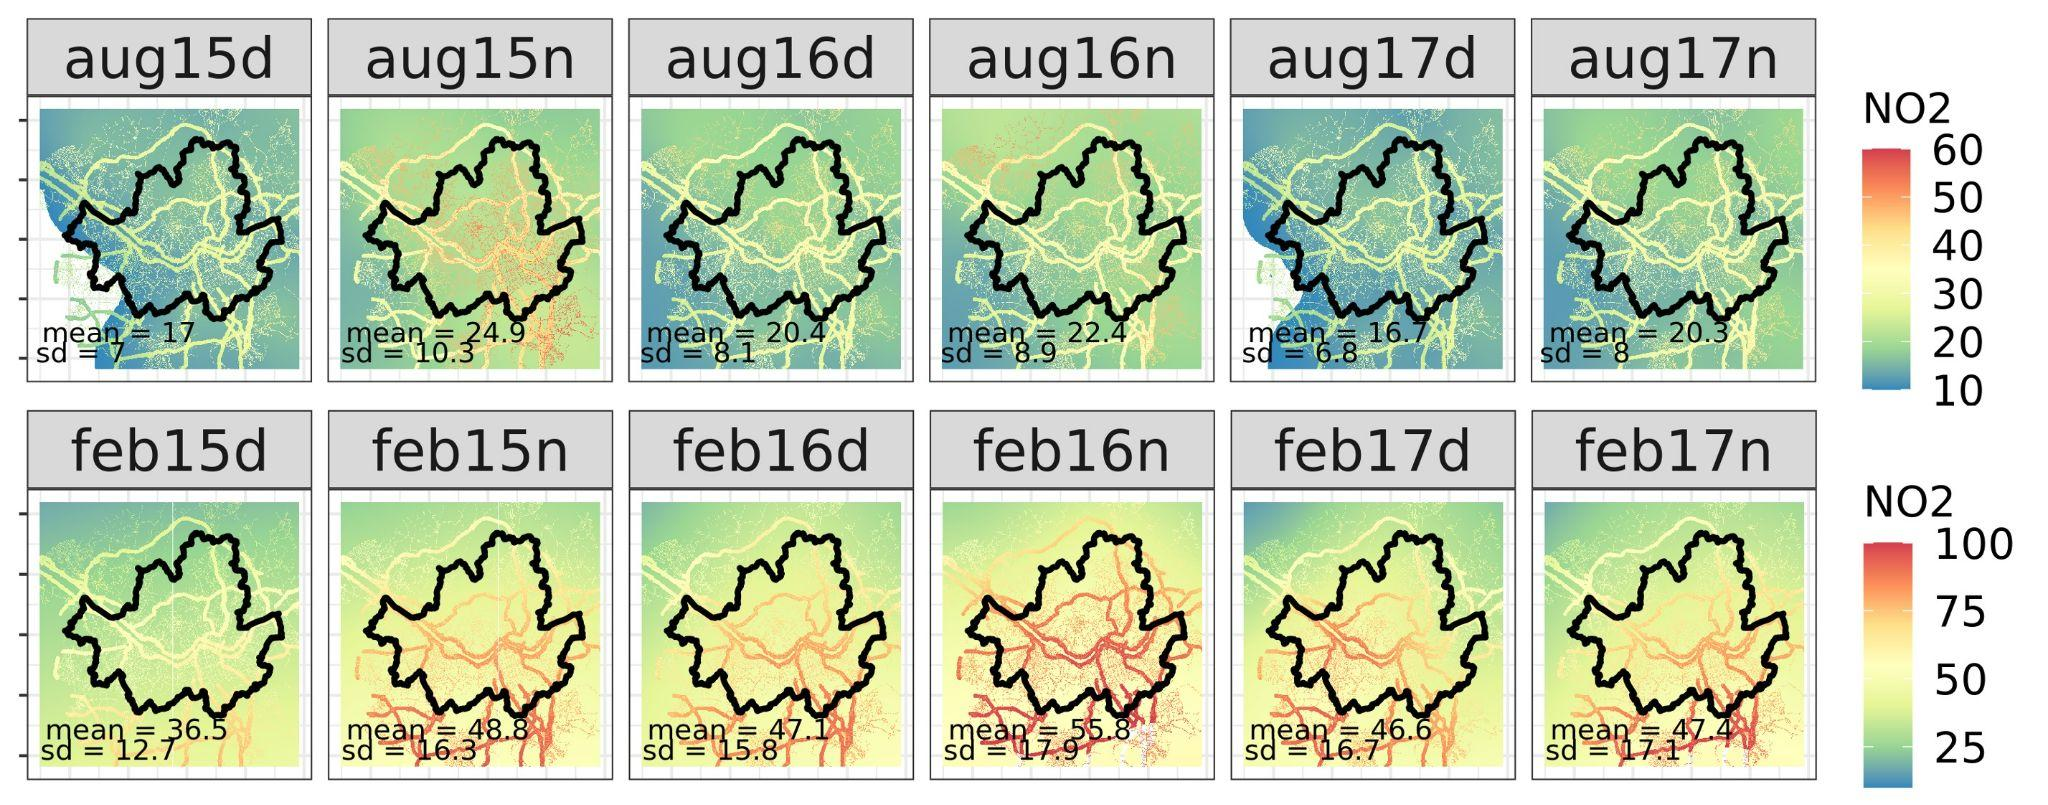 aug15d aug15n aug16d aug16n aug17d aug17n
mean = 17 mean = 24.9 mean = 20.4 mean = 22.4 mean = 16.7 mean = 20.3
sd = 7 sd = 10.3 sd = 8.1 sd = 8.9 sd = 6.8 sd = 8
NO2
60
50
40
30
20
10
feb15d feb15n feb16d feb16n feb17d feb17n
mean = 36.5 mean = 48.8 mean = 47.1 mean = 55.8 mean = 46.6 mean = 47.4
sd = 12.7 sd = 16.3 sd = 15.8 sd = 17.9 sd = 16.7 sd = 17.1
NO2
100
75
50
25